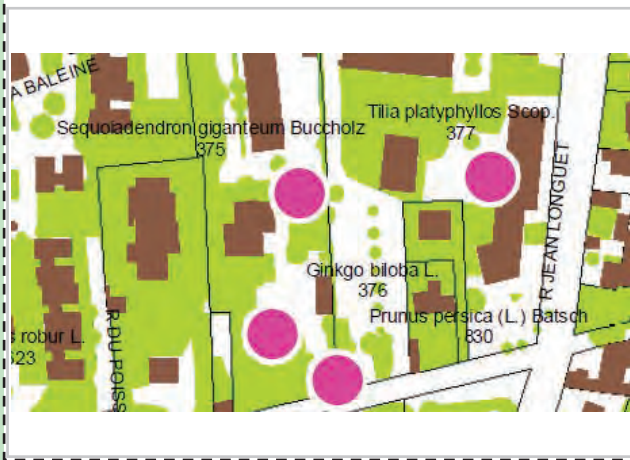 A BALEINE
Tilia platyphyllos Scop.
377
Sequoiadendron giganteum Buccholz
375
R JEAN LONGUET
Ginkgo biloba L.
376
Prunus persica (L.) Batsch
830
s robur L.
523
R DU POISS